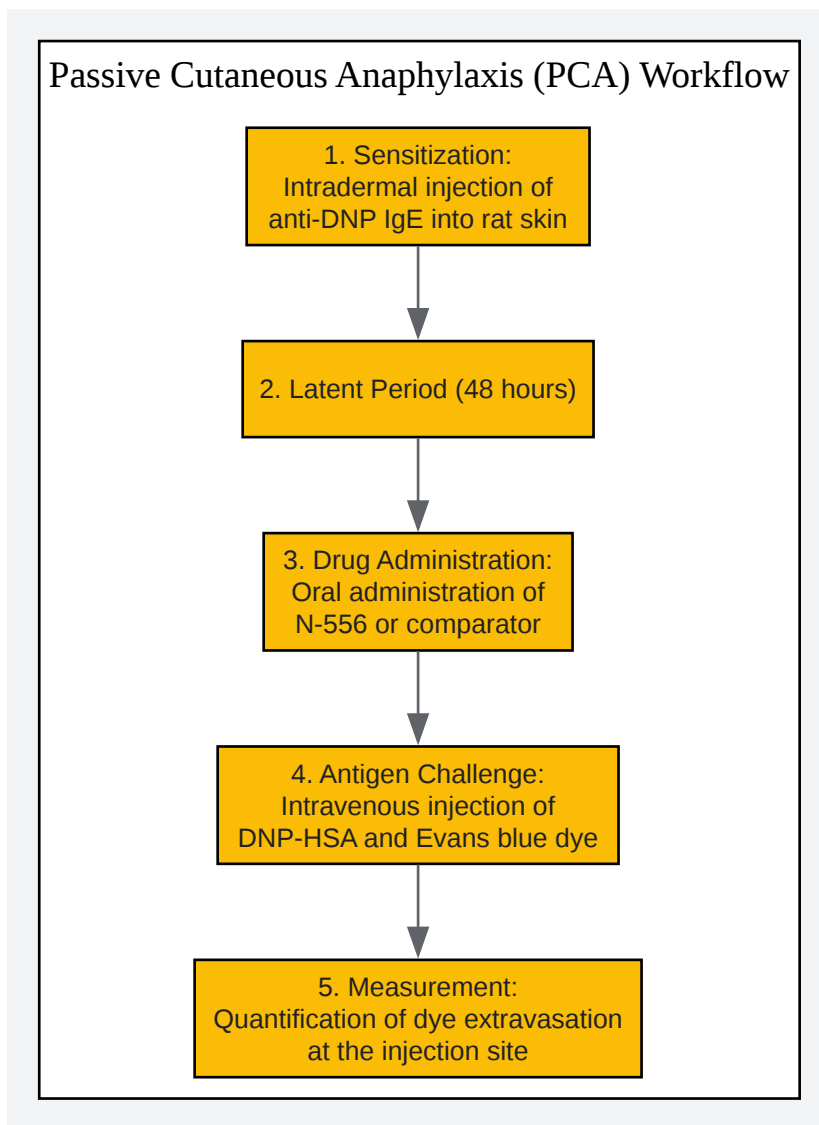 Passive Cutaneous Anaphylaxis (PCA) Workflow
1. Sensitization:
Intradermal injection of
anti-DNP IgE into rat skin
2. Latent Period (48 hours)
3. Drug Administration:
Oral administration of
N-556 or comparator
4. Antigen Challenge:
Intravenous injection of
DNP-HSA and Evans blue dye
5. Measurement:
Quantification of dye extravasation
at the injection site